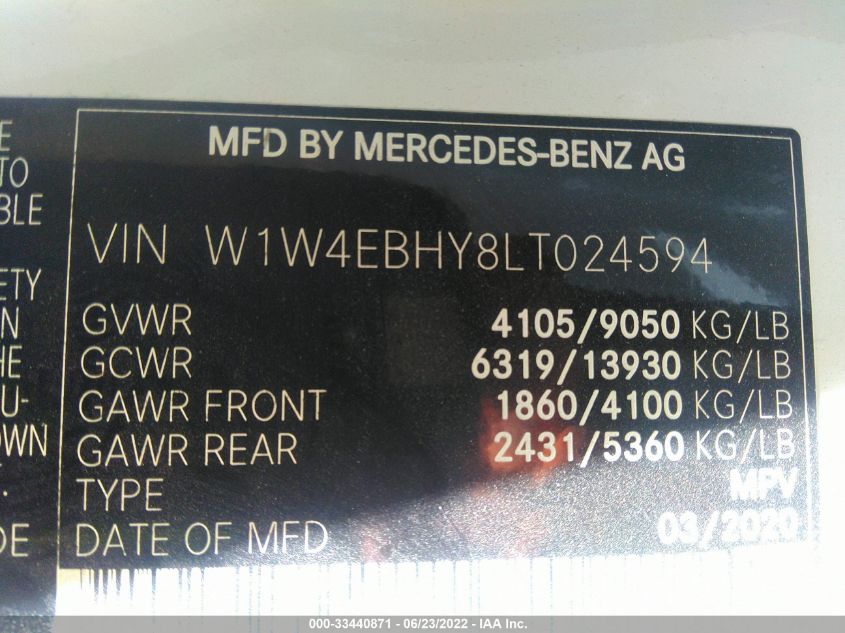 MFD BY MERCEDES-BENZ AG
VIN W1W4EBHY8LT024594
GVWR 4105/9050 KG/LB
GCWR 6319/13930 KG/LB
GAWR FRONT 1860/4100 KG/LB
GAWR REAR 2431/5360 KG/LB
TYPE MPV
DATE OF MFD 03/2020
000-33440871 - 06/23/2022 - IAA Inc.